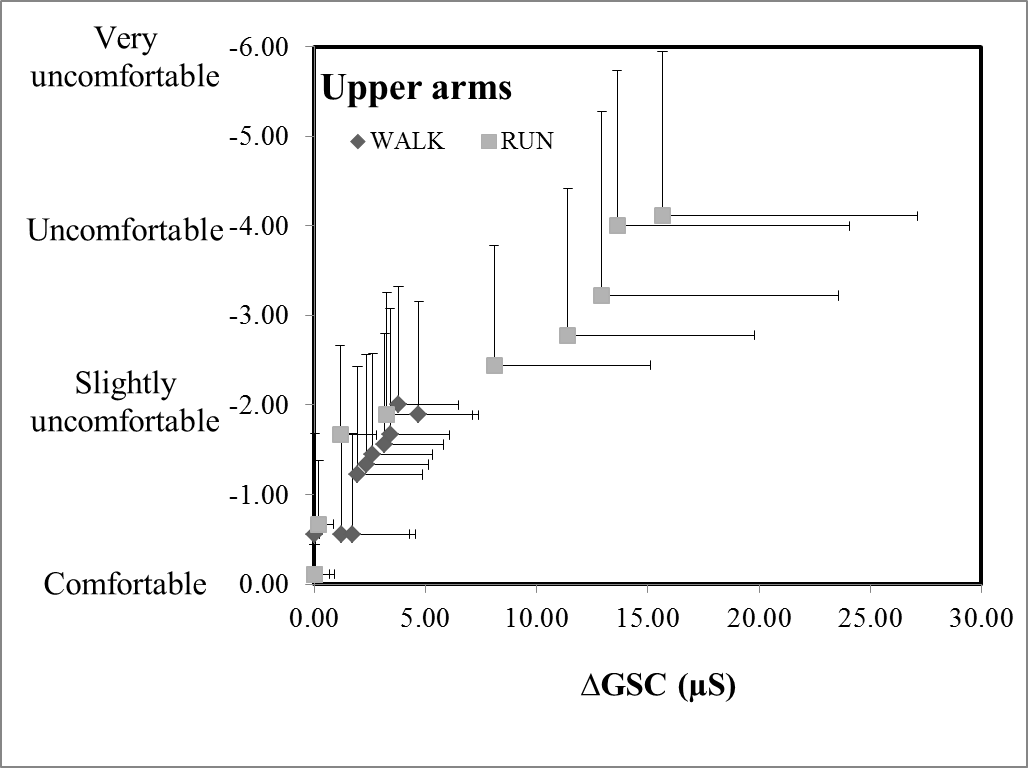 Very
uncomfortable
Uncomfortable
Slightly
uncomfortable
Comfortable
-6.00
-5.00
-4.00
-3.00
-2.00
-1.00
0.00
Upper arms
WALK RUN
0.00 5.00 10.00 15.00 20.00 25.00 30.00
ΔGSC (µS)